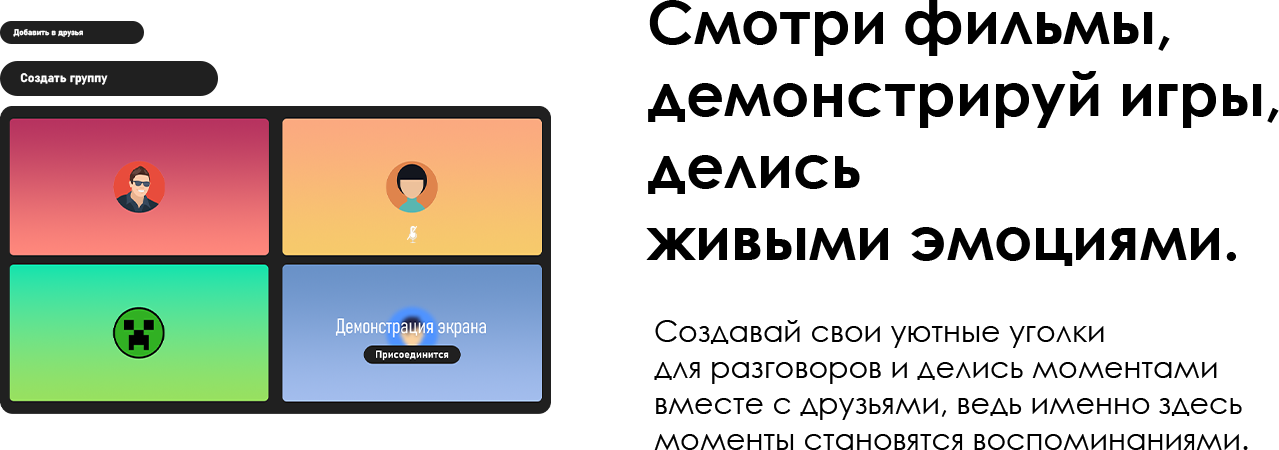 Добавить в друзья
Создать группу
Демонстрация экрана
Присоединится
Смотри фильмы,
демонстрируй игры,
делись
живыми эмоциями.
Создавай свои уютные уголки
для разговоров и делись моментами
вместе с друзьями, ведь именно здесь
моменты становятся воспоминаниями.